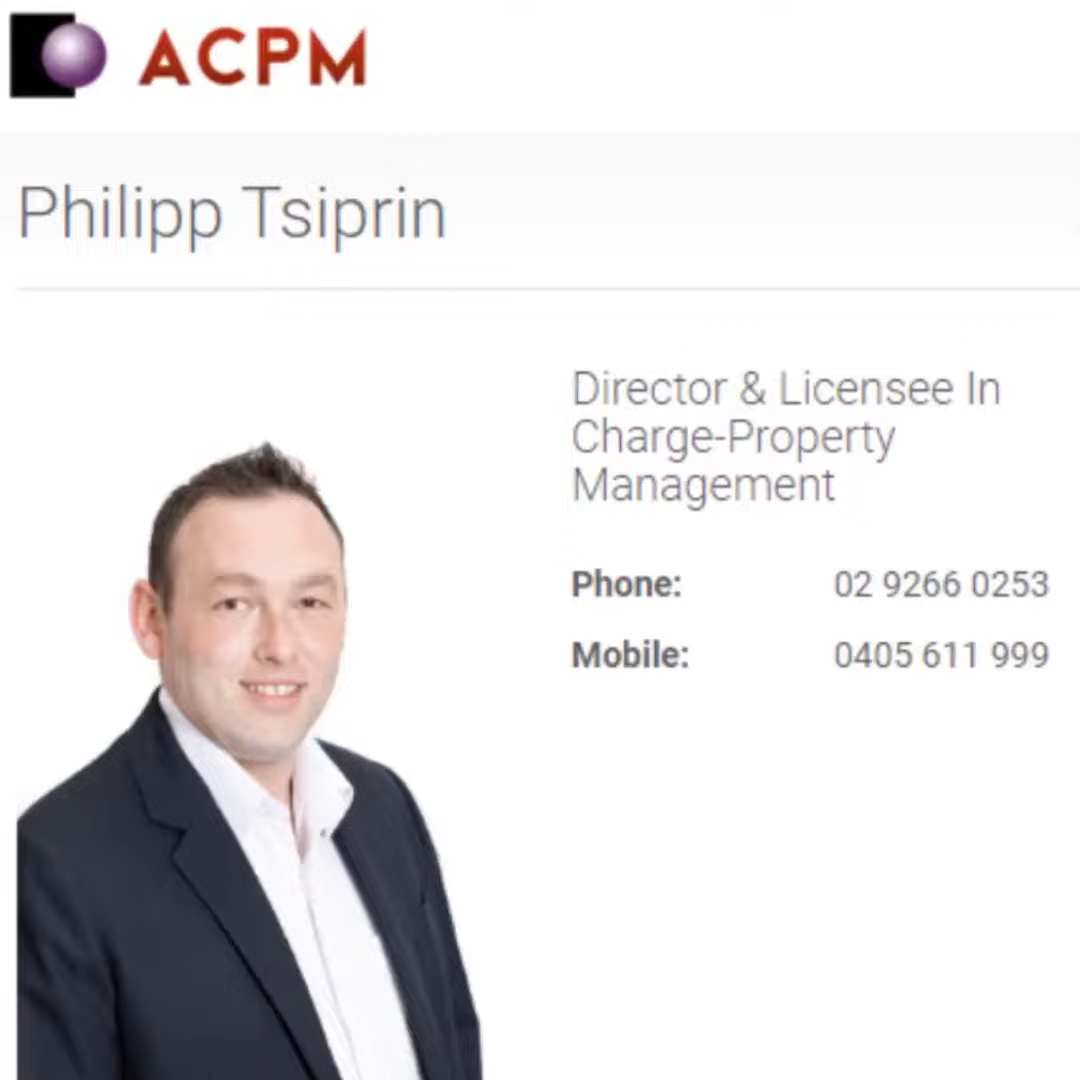 ACPM
Philipp Tsiprin
Director & Licensee In
Charge-Property
Management
Phone: 02 9266 0253
Mobile: 0405 611 999